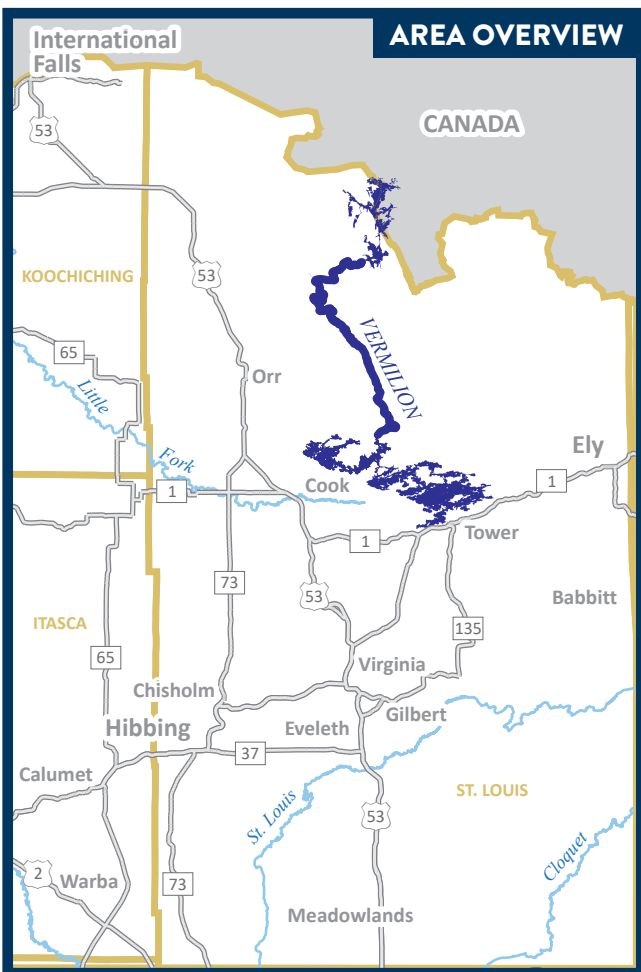 AREA OVERVIEW
International
Falls
CANADA
53
KOOCHICHING
53
65
VERMILION
Orr
Little
Fork
Ely
Cook
1
1
1
Tower
73
53
Babbitt
135
ITASCA
65
Virginia
Chisholm
Gilbert
Hibbing
Eveleth
37
Calumet
ST. LOUIS
St. Louis
53
Cloquet
2
Warba
73
Meadowlands